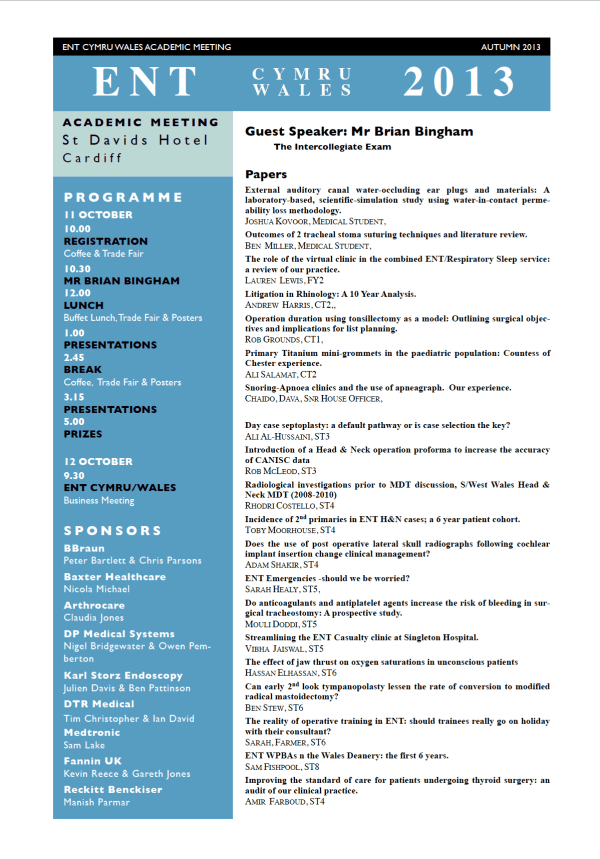 ENT CYMRU WALES ACADEMIC MEETING AUTUMN 2013
ENT CYMRU WALES 2013
ACADEMIC MEETING
St Davids Hotel
Cardiff
PROGRAMME
11 OCTOBER
10.00
REGISTRATION
Coffee & Trade Fair
10.30
MR BRIAN BINGHAM
12.00
LUNCH
Buffet Lunch, Trade Fair & Posters
1.00
PRESENTATIONS
2.45
BREAK
Coffee, Trade Fair & Posters
3.15
PRESENTATIONS
5.00
PRIZES
12 OCTOBER
9.30
ENT CYMRU/WALES
Business Meeting
SPONSORS
BBraun
Peter Bartlett & Chris Parsons
Baxter Healthcare
Nicola Michael
Arthrocare
Claudia Jones
DP Medical Systems
Nigel Bridgewater & Owen Pem-
berton
Karl Storz Endoscopy
Julien Davis & Ben Pattinson
DTR Medical
Tim Christopher & Ian David
Medtronic
Sam Lake
Fannin UK
Kevin Reece & Gareth Jones
Reckitt Benckiser
Manish Parmar
Guest Speaker: Mr Brian Bingham
The Intercollegiate Exam
Papers
External auditory canal water-occluding ear plugs and materials: A
laboratory-based, scientific-simulation study using water-in-contact perme-
ability loss methodology.
JOSHUA KOVOOR, MEDICAL STUDENT,
Outcomes of 2 tracheal stoma suturing techniques and literature review.
BEN MILLER, MEDICAL STUDENT,
The role of the virtual clinic in the combined ENT/Respiratory Sleep service:
a review of our practice.
LAUREN LEWIS, FY2
Litigation in Rhinology: A 10 Year Analysis.
ANDREW HARRIS, CT2,,
Operation duration using tonsillectomy as a model: Outlining surgical objec-
tives and implications for list planning.
ROB GROUNDS, CT1,
Primary Titanium mini-grommets in the paediatric population: Countess of
Chester experience.
ALI SALAMAT, CT2
Snoring-Apnoea clinics and the use of apneagraph. Our experience.
CHAIDO, DAVA, SNR HOUSE OFFICER,
Day case septoplasty: a default pathway or is case selection the key?
ALI AL-HUSSAINI, ST3
Introduction of a Head & Neck operation proforma to increase the accuracy
of CANISC data
ROB MCLEOD, ST3
Radiological investigations prior to MDT discussion, S/West Wales Head &
Neck MDT (2008-2010)
RHODRI COSTELLO, ST4
Incidence of 2nd primaries in ENT H&N cases; a 6 year patient cohort.
TOBY MOORHOUSE, ST4
Does the use of post operative lateral skull radiographs following cochlear
implant insertion change clinical management?
ADAM SHAKIR, ST4
ENT Emergencies -should we be worried?
SARAH HEALY, ST5,
Do anticoagulants and antiplatelet agents increase the risk of bleeding in sur-
gical tracheostomy: A prospective study.
MOULI DODDI, ST5
Streamlining the ENT Casualty clinic at Singleton Hospital.
VIBHA JAISWAL, ST5
The effect of jaw thrust on oxygen saturations in unconscious patients
HASSAN ELHASSAN, ST6
Can early 2nd look tympanopolasty lessen the rate of conversion to modified
radical mastoidectomy?
BEN STEW, ST6
The reality of operative training in ENT: should trainees really go on holiday
with their consultant?
SARAH, FARMER, ST6
ENT WPBAs n the Wales Deanery: the first 6 years.
SAM FISHPOOL, ST8
Improving the standard of care for patients undergoing thyroid surgery: an
audit of our clinical practice.
AMIR FARBOUD, ST4